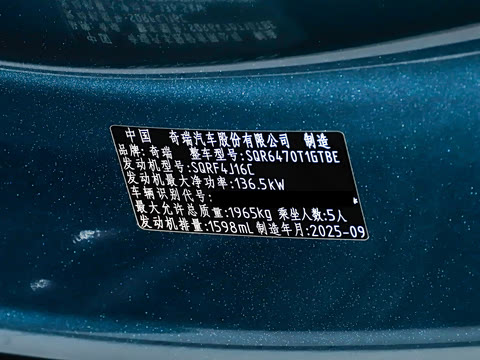 中国 奇瑞汽车股份有限公司 制造
品牌: 奇瑞 整车型号:SQR6470T1GTBE
发动机型号:SQRF4J16C
发动机最大净功率:136.5kW
车辆识别代号:
最大允许总质量:1965kg 乘坐人数:5人
发动机排量:1598mL 制造年月:2025-09